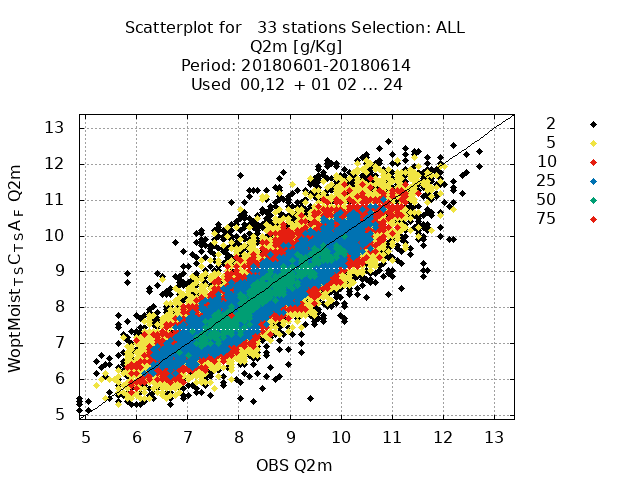 Scatterplot for 33 stations Selection: ALL
Q2m [g/Kg]
Period: 20180601-20180614
Used 00,12 + 01 02 ... 24
13
12
11
10
9
8
7
6
5
WoptMoist_TSC_TSA_F Q2m
5 6 7 8 9 10 11 12 13
OBS Q2m
2
5
10
25
50
75